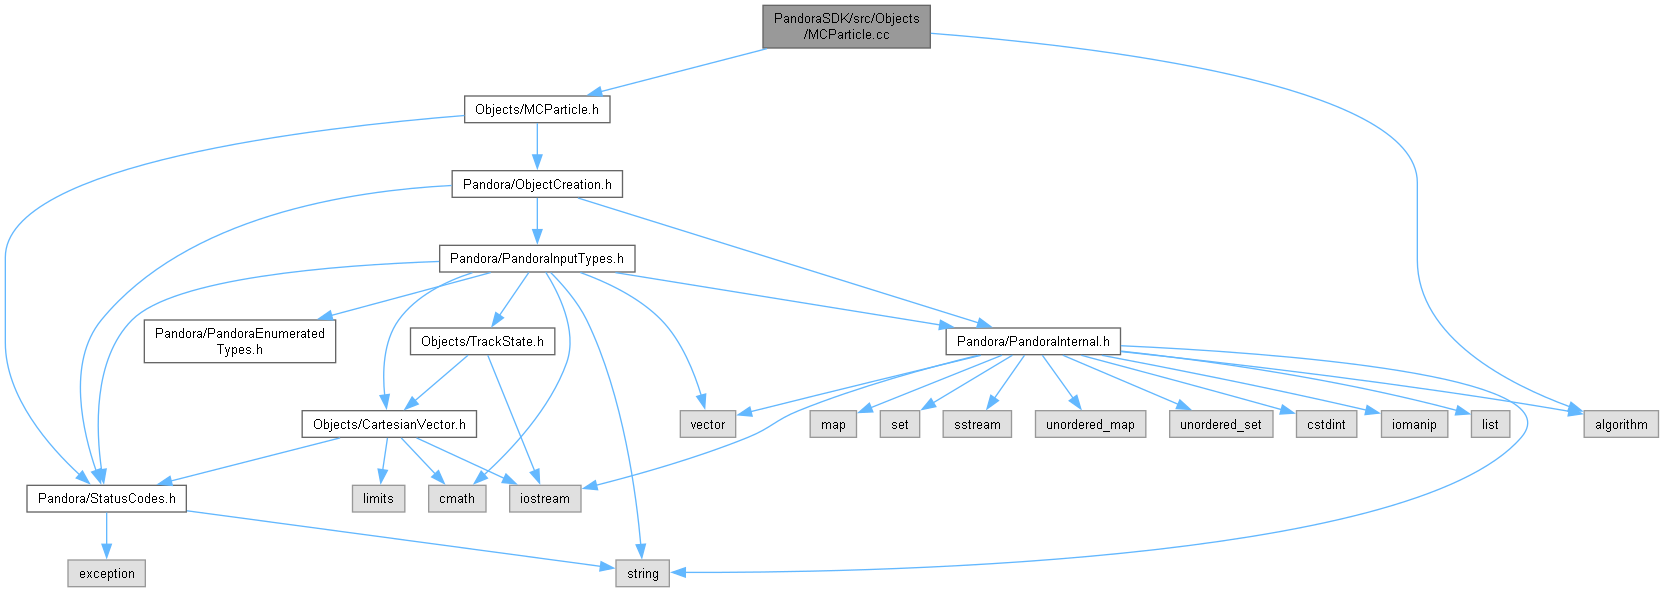 PandoraSDK/src/Objects
/MCParticle.cc
Objects/MCParticle.h
Pandora/ObjectCreation.h
Pandora/PandoraInputTypes.h
Pandora/PandoraEnumerated
Types.h
Objects/TrackState.h
Pandora/PandoraInternal.h
Objects/CartesianVector.h
vector
map
set
sstream
unordered_map
unordered_set
cstdint
iomanip
list
algorithm
Pandora/StatusCodes.h
limits
cmath
iostream
exception
string